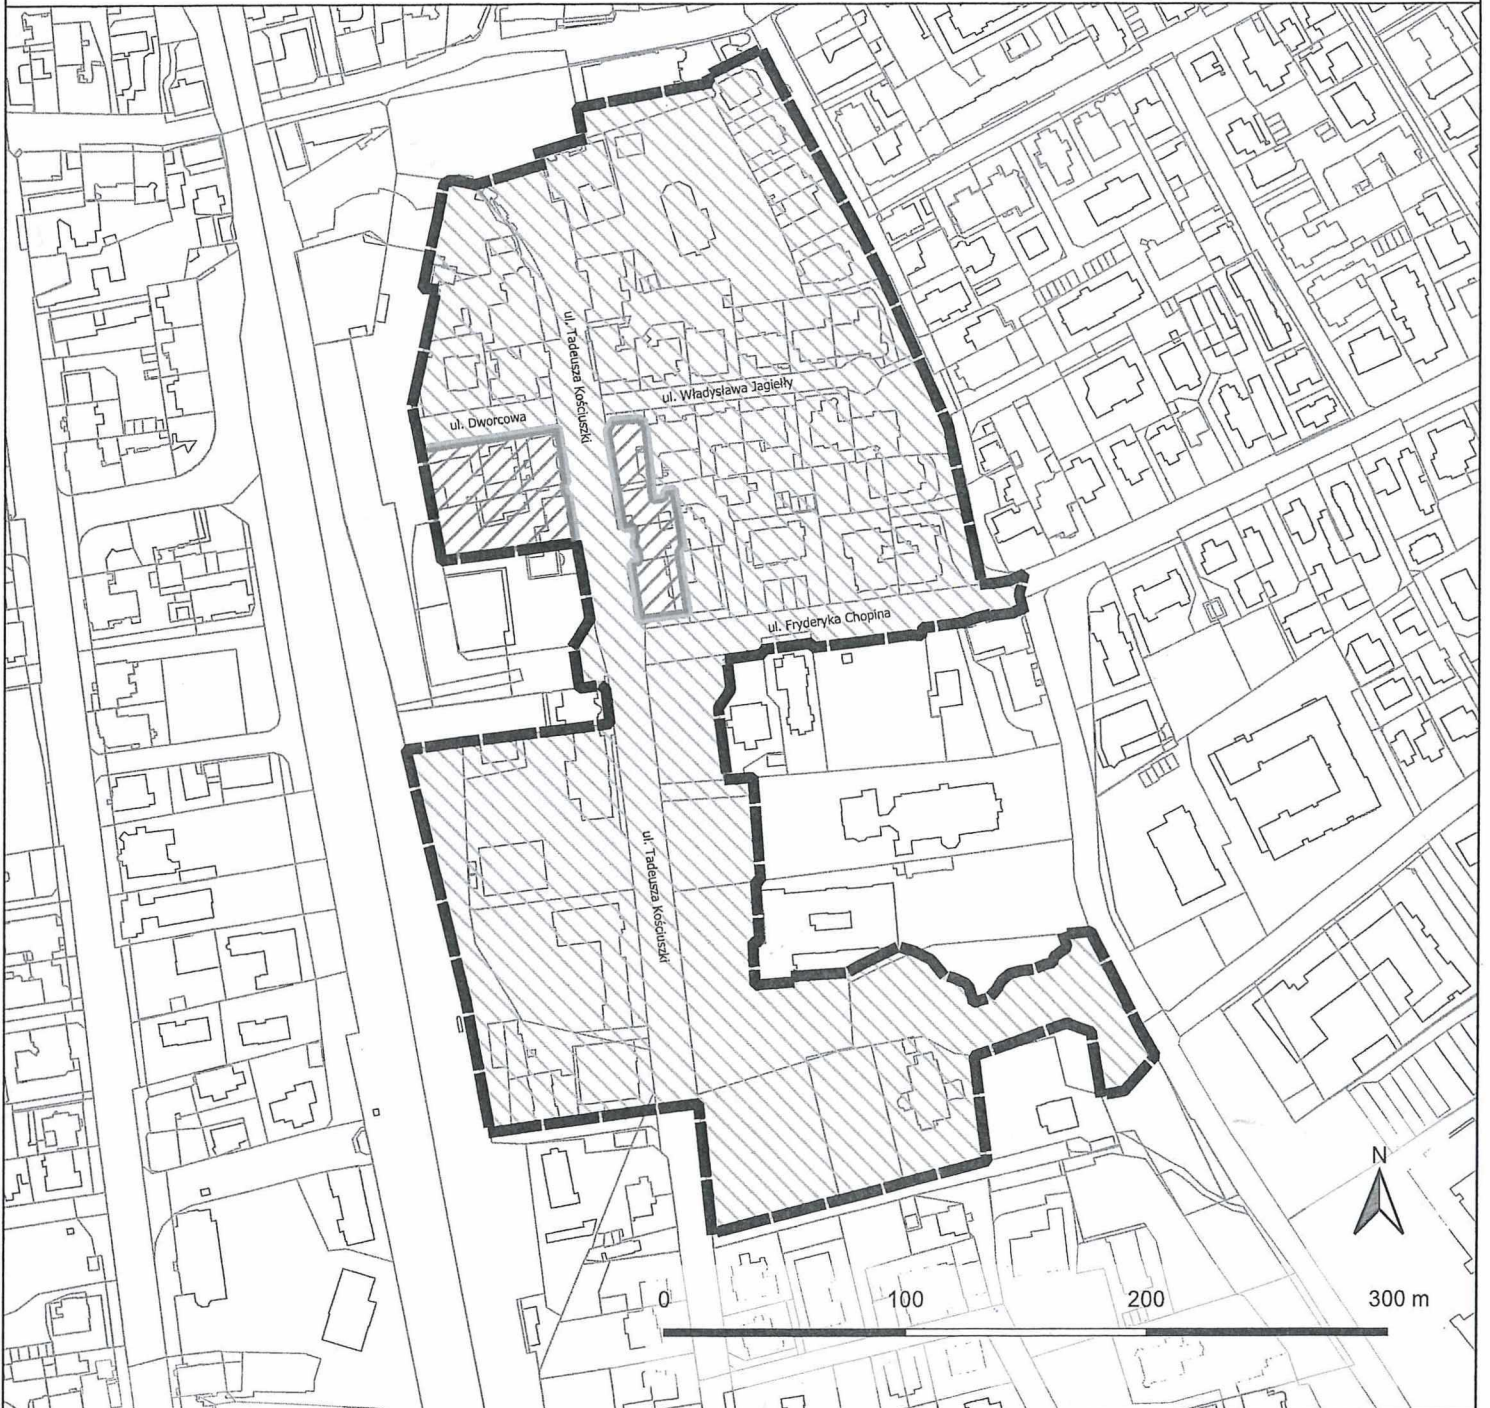 ul. Tadeusza Kościuszki
ul. Władysława Jagiełły
ul. Dworcowa
ul. Fryderyka Chopina
ul. Tadeusza Kościuszki
N
0 100 200 300 m